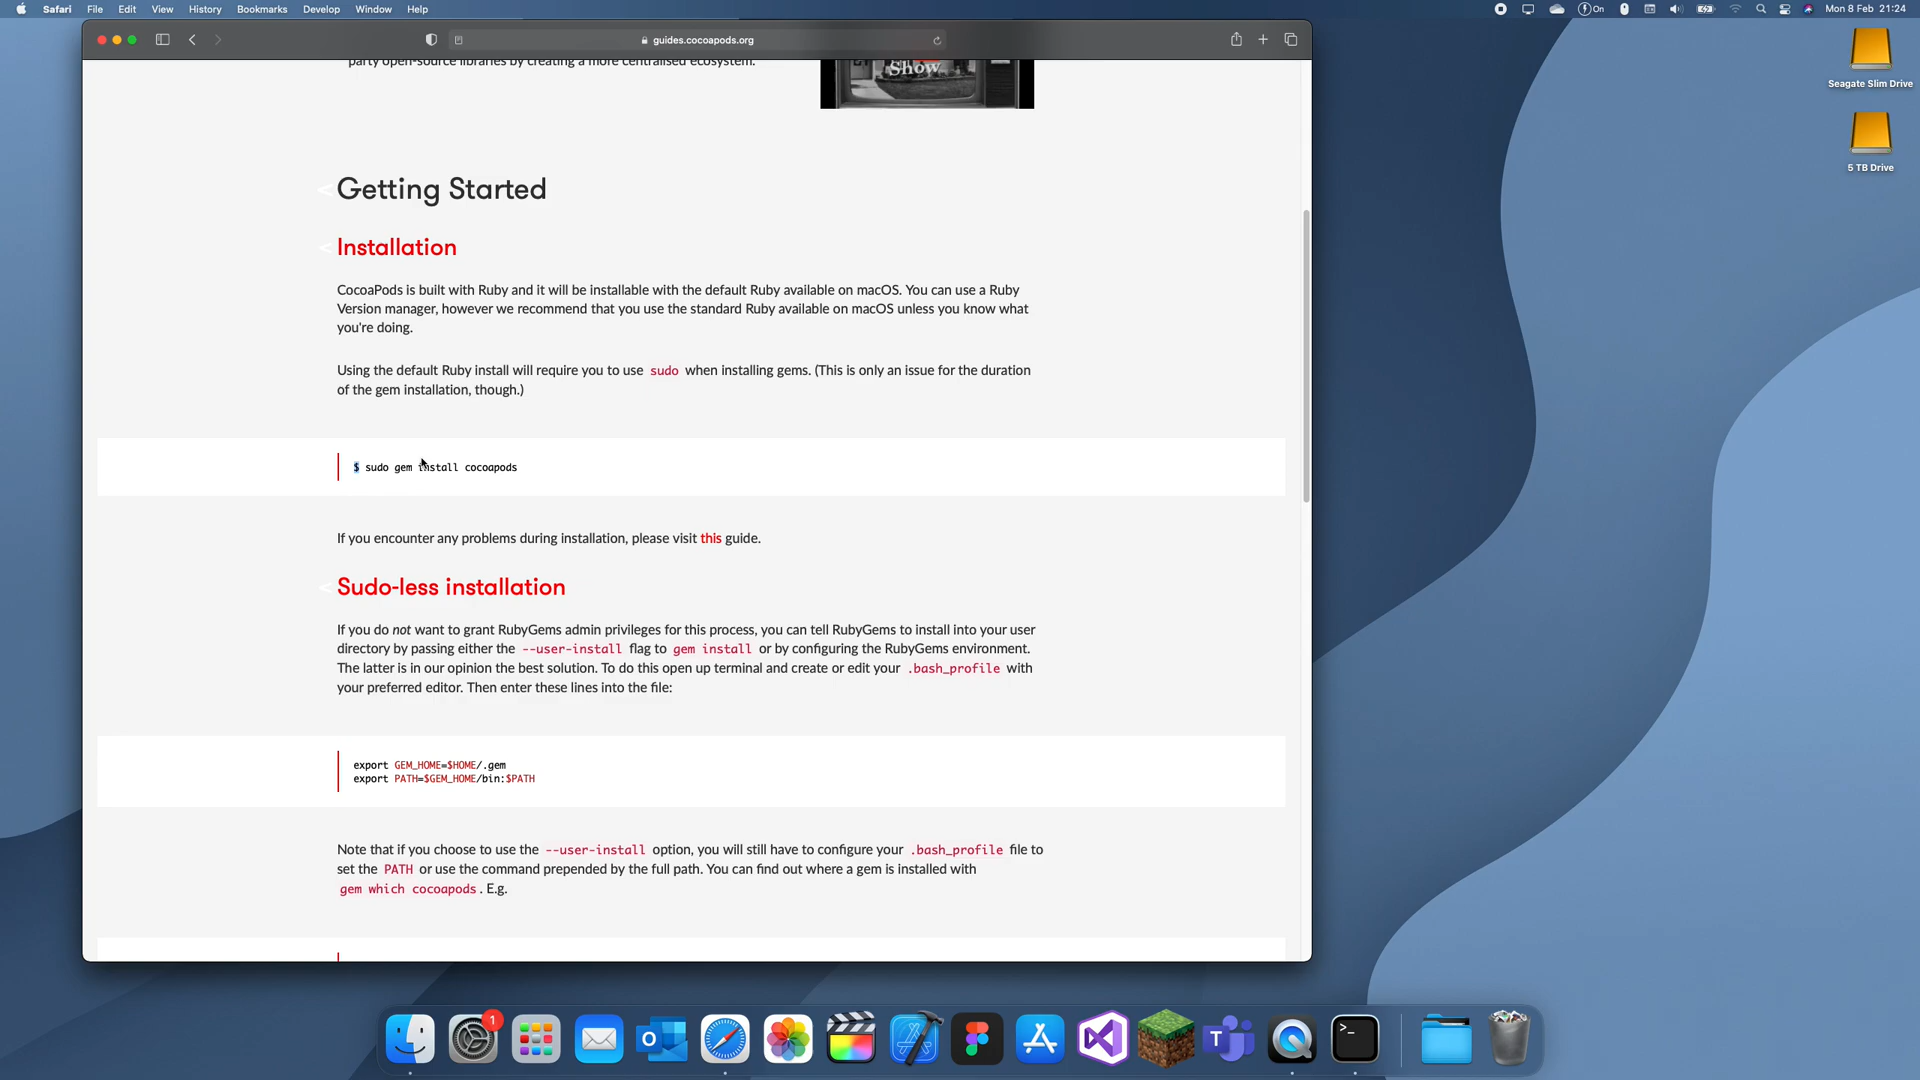 Safari File Edit View History Bookmarks Develop Window Help
On
Mon 8 Feb 21:24
guides.cocoapods.org
Seagate Slim Drive
5 TB Drive
party open-source libraries by creating a more centralised ecosystem.
Show
< Getting Started
< Installation
CocoaPods is built with Ruby and it will be installable with the default Ruby available on macOS. You can use a Ruby
Version manager, however we recommend that you use the standard Ruby available on macOS unless you know what
you're doing.
Using the default Ruby install will require you to use sudo when installing gems. (This is only an issue for the duration
of the gem installation, though.)
$ sudo gem install cocoapods
If you encounter any problems during installation, please visit this guide.
< Sudo-less installation
If you do not want to grant RubyGems admin privileges for this process, you can tell RubyGems to install into your user
directory by passing either the --user-install flag to gem install or by configuring the RubyGems environment.
The latter is in our opinion the best solution. To do this open up terminal and create or edit your .bash_profile with
your preferred editor. Then enter these lines into the file:
export GEM_HOME=$HOME/.gem
export PATH=$GEM_HOME/bin:$PATH
Note that if you choose to use the --user-install option, you will still have to configure your .bash_profile file to
set the PATH or use the command prepended by the full path. You can find out where a gem is installed with
gem which cocoapods. E.g.
1